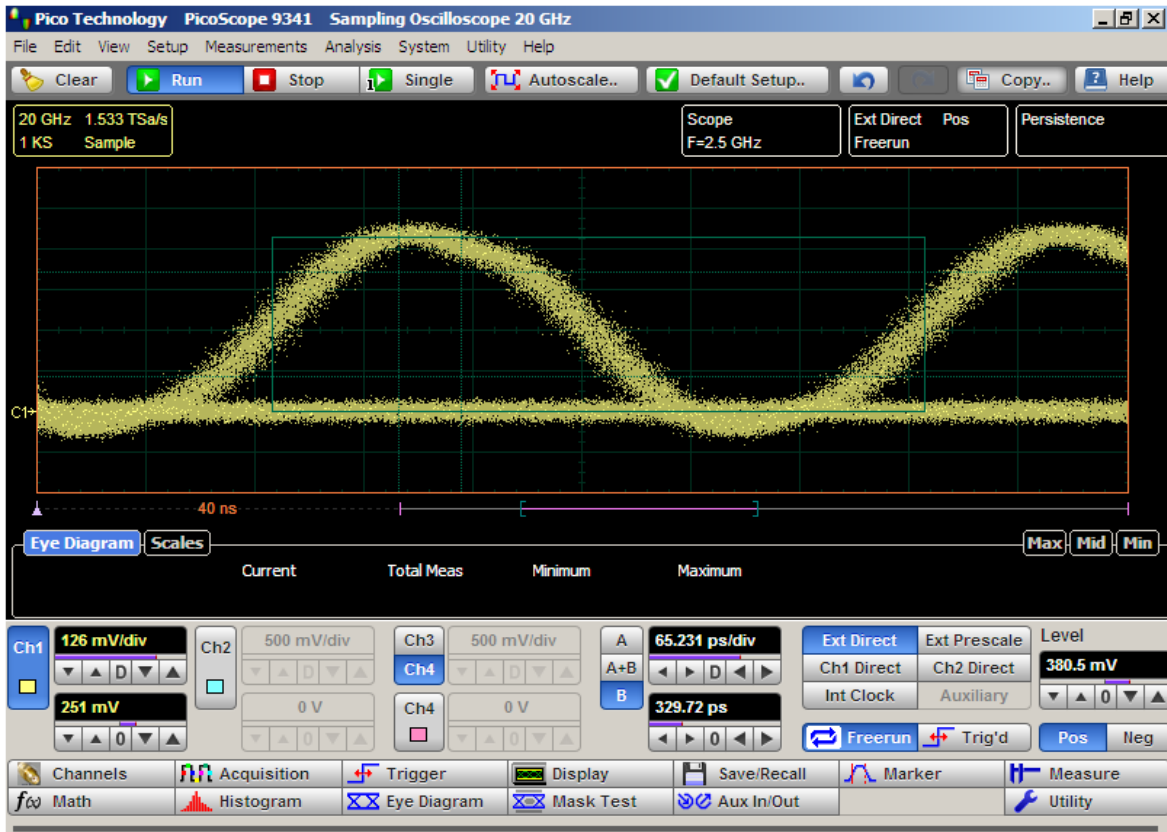 Pico Technology PicoScope 9341 Sampling Oscilloscope 20 GHz
File Edit View Setup Measurements Analysis System Utility Help
Clear Run Stop 1 Single Autoscale.. Default Setup.. Copy.. ? Help
20 GHz 1.533 TSa/s Scope Ext Direct Pos Persistence
1 KS Sample F=2.5 GHz Freerun
C1
40 ns
Eye Diagram Scales Max Mid Min
Current Total Meas Minimum Maximum
Ch1 126 mV/div Ch2 500 mV/div Ch3 500 mV/div A 65.231 ps/div Ext Direct Ext Prescale Level
D D Ch4 D A+B D Ch1 Direct Ch2 Direct 380.5 mV
251 mV 0 V Ch4 0 V B 329.72 ps Int Clock Auxiliary 0
0 0 0 0 Freerun Trig'd Pos Neg
Channels Acquisition Trigger Display Save/Recall Marker Measure
f(ω) Math Histogram Eye Diagram Mask Test Aux In/Out Utility